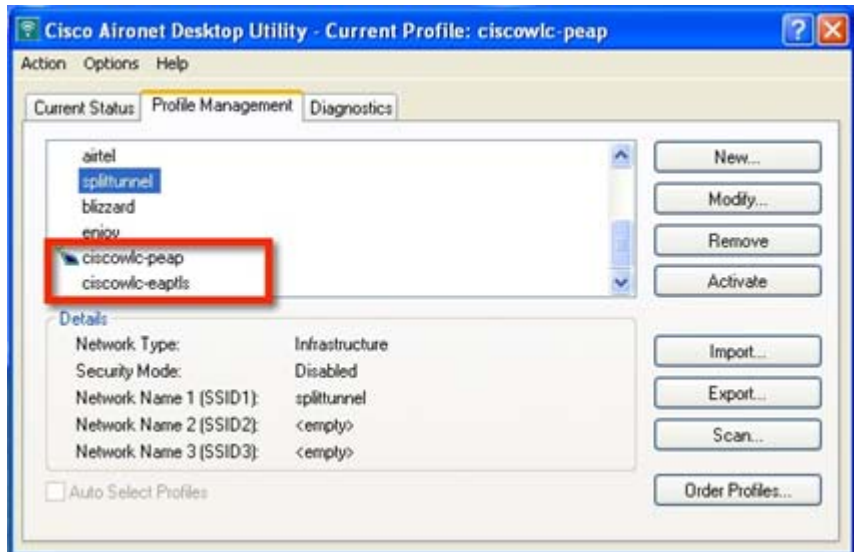 Cisco Aironet Desktop Utility - Current Profile: ciscowlc-peap
Action Options Help
Current Status Profile Management Diagnostics
airtel
splittunnel
blizzard
enjoy
ciscowlc-peap
ciscowlc-eaptls
New...
Modify...
Remove
Activate
Details
Network Type: Infrastructure
Security Mode: Disabled
Network Name 1 (SSID1): splittunnel
Network Name 2 (SSID2): <empty>
Network Name 3 (SSID3): <empty>
Import...
Export...
Scan...
Auto Select Profiles
Order Profiles...